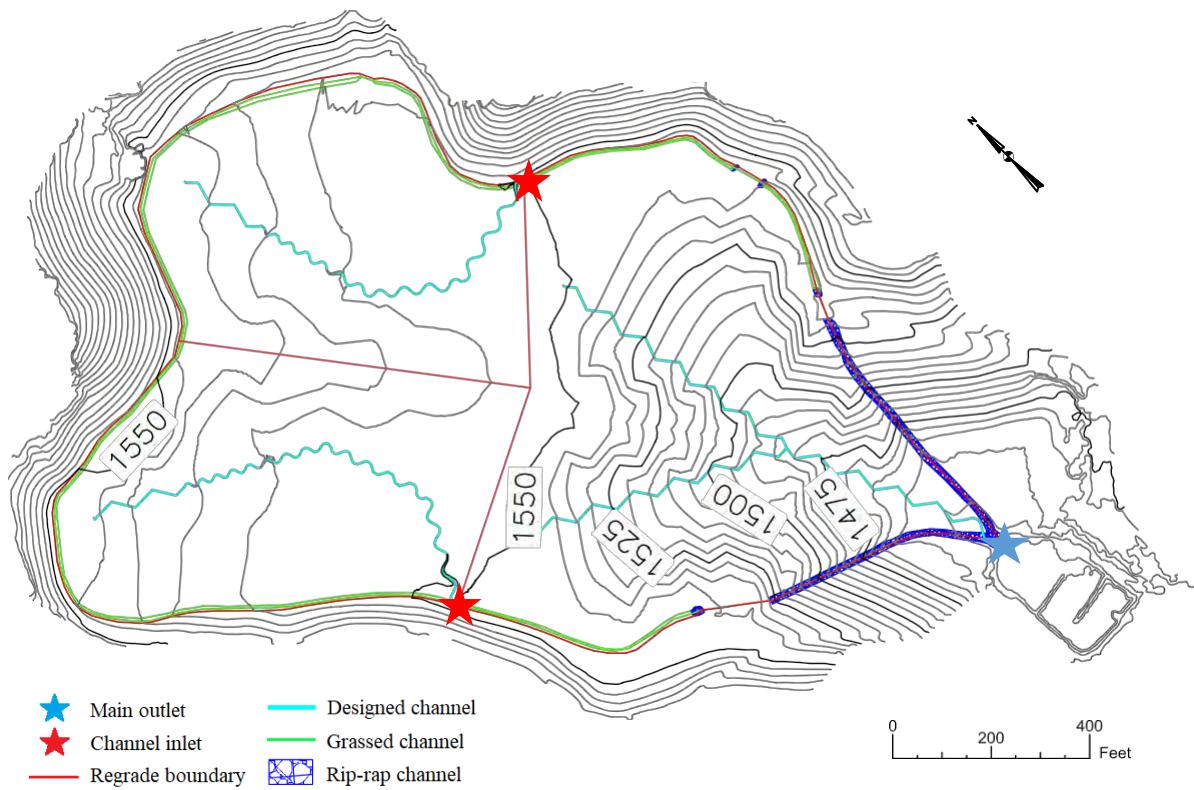 N
1550
1550
1525
1500
1475
Main outlet
Channel inlet
Regrade boundary
Designed channel
Grassed channel
Rip-rap channel
0 200 400
Feet